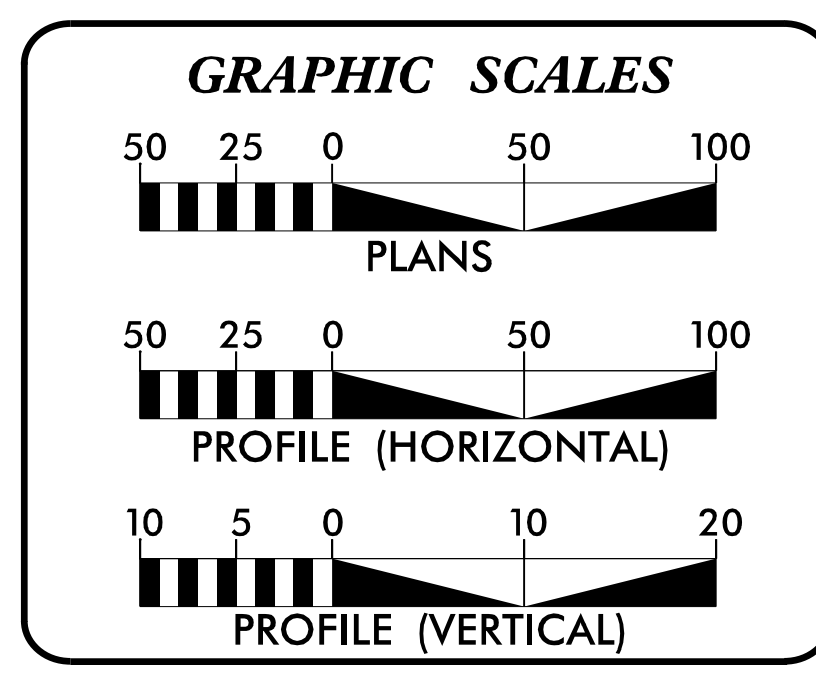 GRAPHIC SCALES
50 25 0 50 100
PLANS
50 25 0 50 100
PROFILE (HORIZONTAL)
10 5 0 10 20
PROFILE (VERTICAL)